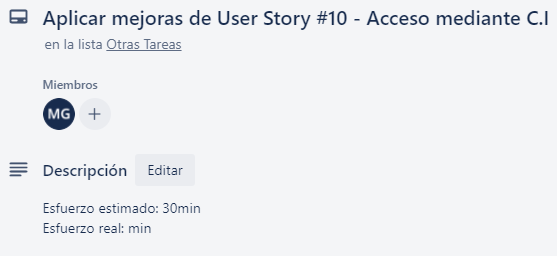 Aplicar mejoras de User Story #10 - Acceso mediante C.I
en la lista Otras Tareas
Miembros
MG +
Descripción Editar
Esfuerzo estimado: 30min
Esfuerzo real: min